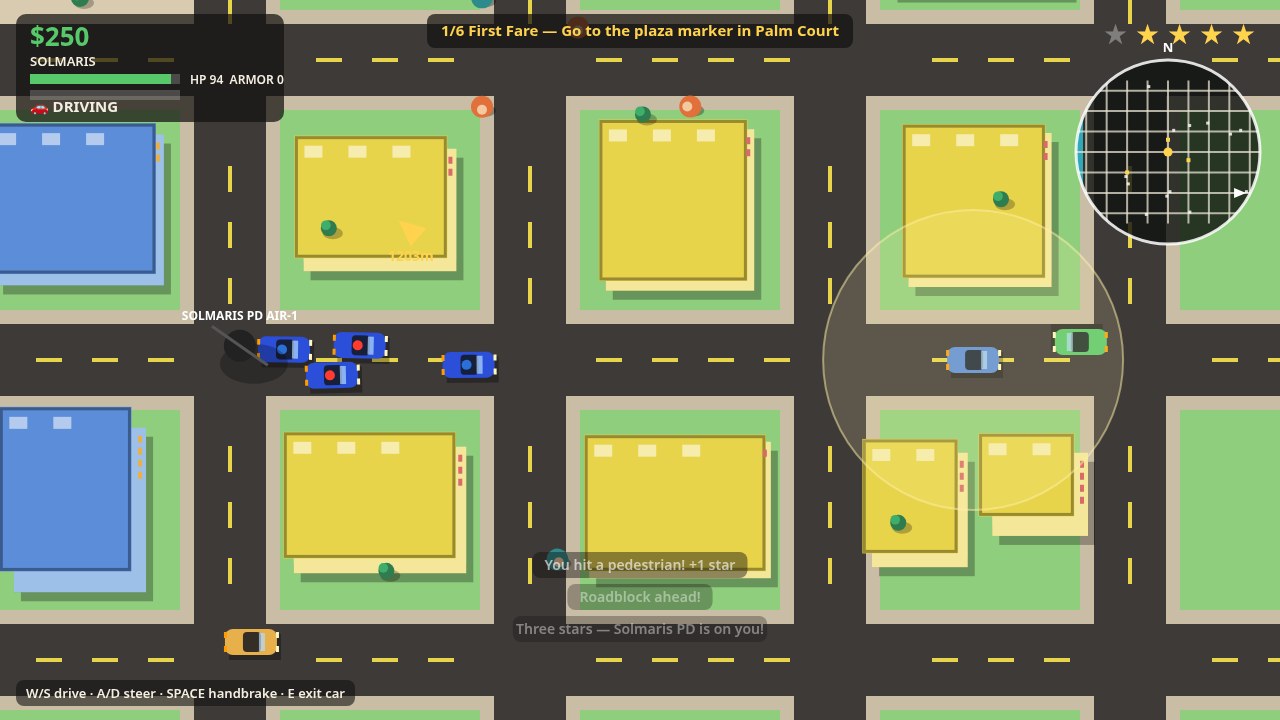 $250
SOLMARIS
HP 94 ARMOR 0
🚗 DRIVING
1/6 First Fare — Go to the plaza marker in Palm Court
N
SOLMARIS PD AIR-1
You hit a pedestrian! +1 star
Roadblock ahead!
Three stars — Solmaris PD is on you!
W/S drive · A/D steer · SPACE handbrake · E exit car